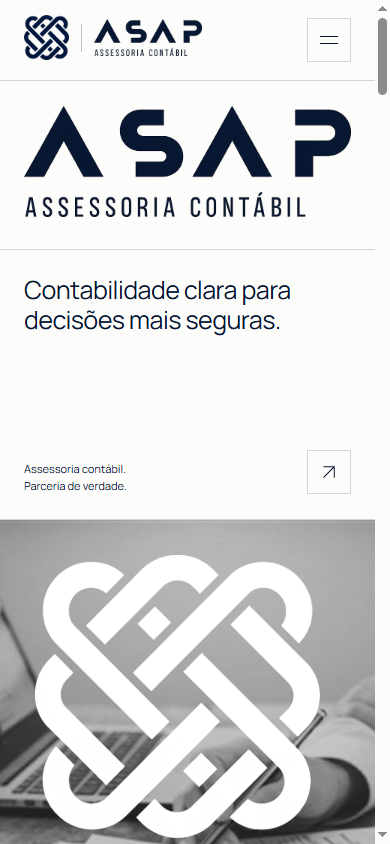 ASAP
ASSESSORIA CONTÁBIL
ASAP
ASSESSORIA CONTÁBIL
Contabilidade clara para
decisões mais seguras.
Assessoria contábil.
Parceria de verdade.